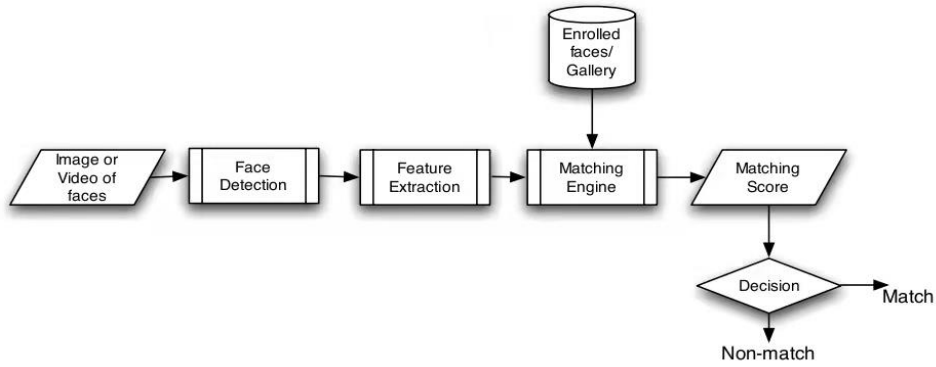 Enrolled
faces/
Gallery
Image or
Video of
faces
Face
Detection
Feature
Extraction
Matching
Engine
Matching
Score
Decision
Match
Non-match